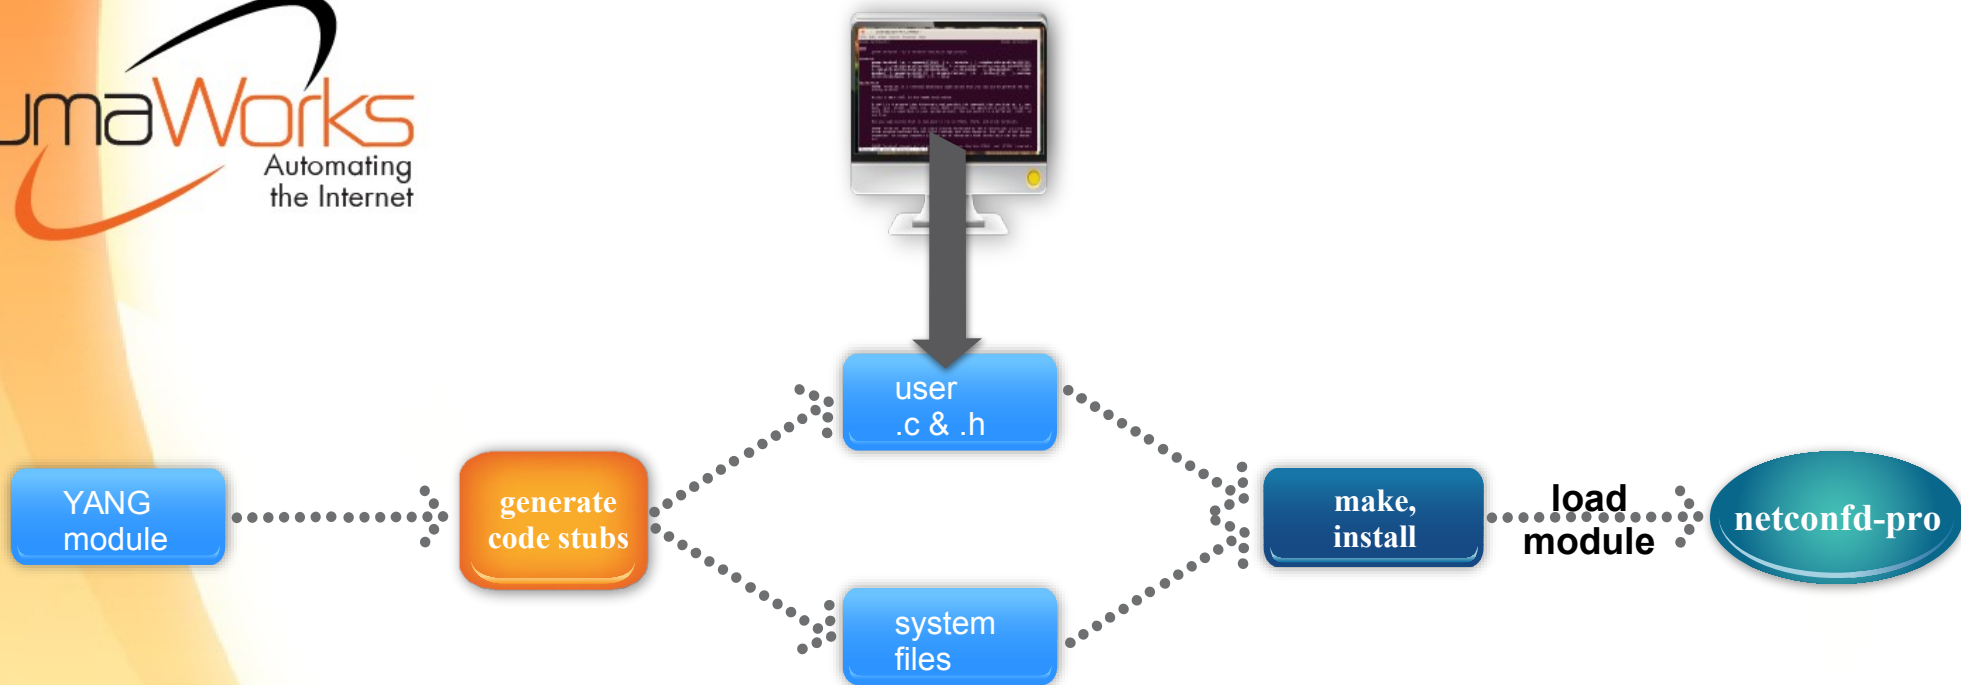 umaWorks
Automating
the Internet
user
.c & .h
YANG
module
generate
code stubs
make,
install
load
module
netconfd-pro
system
files